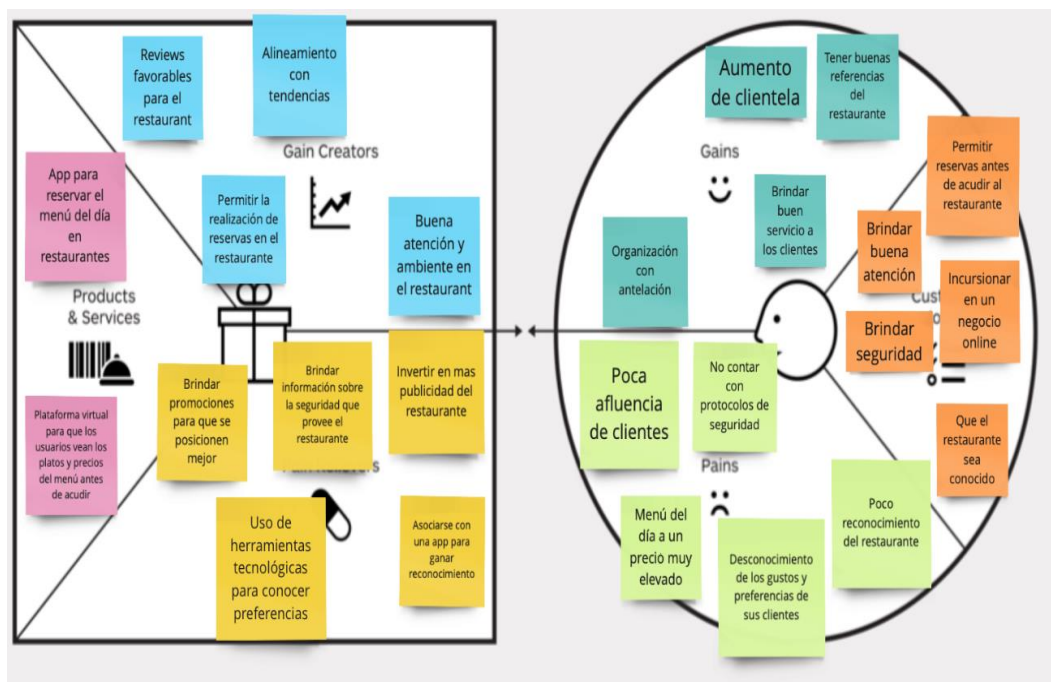 Reviews
favorables
para el
restaurant
Alineamiento
con
tendencias
Gain Creators
App para
reservar el
menú del día
en
restaurantes
Permitir la
realización de
reservas en el
restaurante
Buena
atención y
ambiente en
el restaurant
Products
& Services
Plataforma virtual
para que los
usuarios vean los
platos y precios
del menú antes
de acudir
Brindar
promociones
para que se
posicionen
mejor
Brindar
información sobre
la seguridad que
provee el
restaurante
Invertir en mas
publicidad del
restaurante
Uso de
herramientas
tecnológicas
para conocer
preferencias
Asociarse con
una app para
ganar
reconocimiento
Aumento
de clientela
Tener buenas
referencias
del
restaurante
Gains
Brindar
buen
servicio a
los clientes
Organización
con
antelación
Permitir
reservas antes
de acudir al
restaurante
Brindar
buena
atención
Incursionar
en un
negocio
online
Brindar
seguridad
Que el
restaurante
sea
conocido
Poca
afluencia
de clientes
No contar
con
protocolos de
seguridad
Pains
Menú del
día a un
precio muy
elevado
Desconocimiento
de los gustos y
preferencias de
sus clientes
Poco
reconocimiento
del restaurante